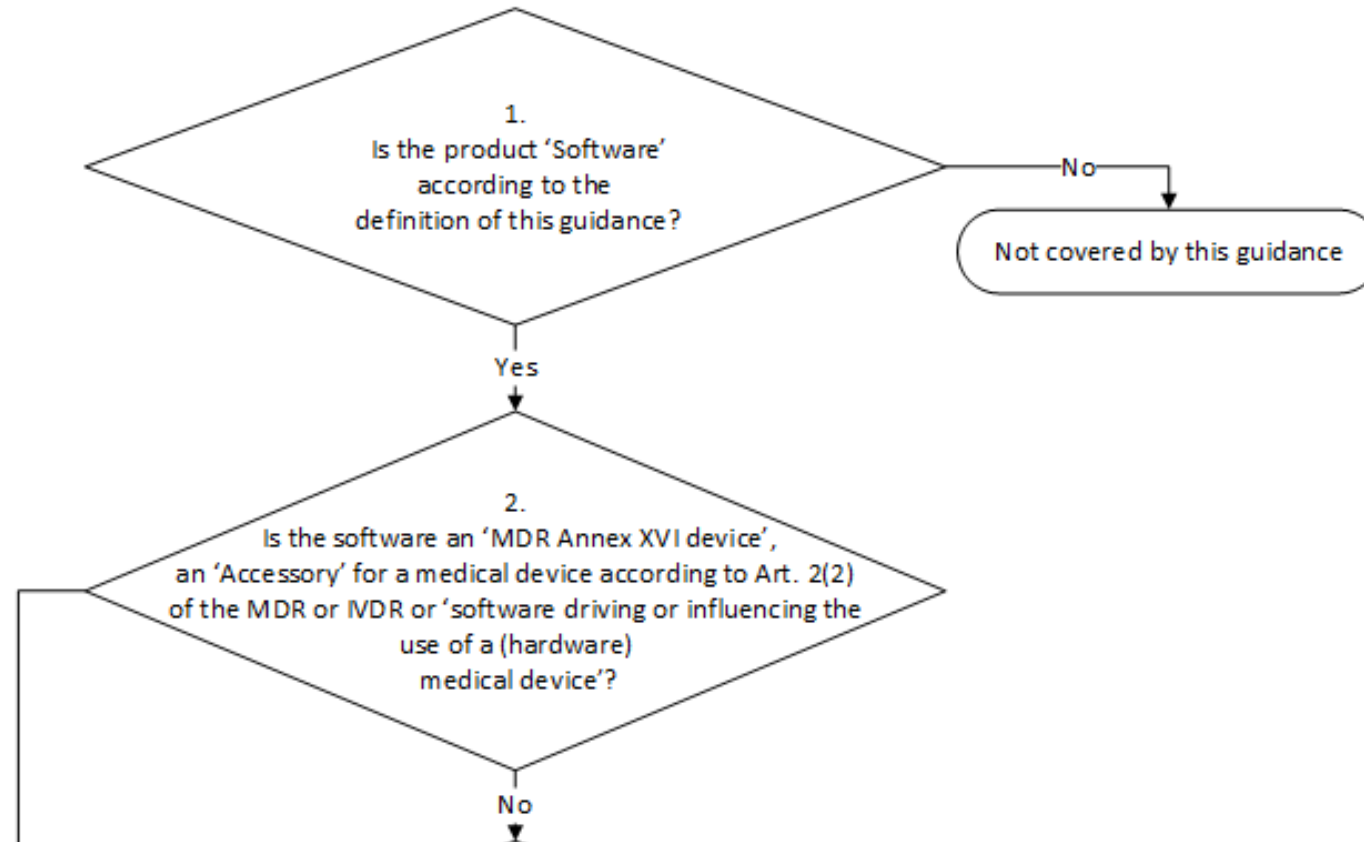 1.
Is the product ‘Software’
according to the
definition of this guidance?
No
Not covered by this guidance
Yes
2.
Is the software an ‘MDR Annex XVI device’,
an ‘Accessory’ for a medical device according to Art. 2(2)
of the MDR or IVDR or ‘software driving or influencing the
use of a (hardware)
medical device’?
No